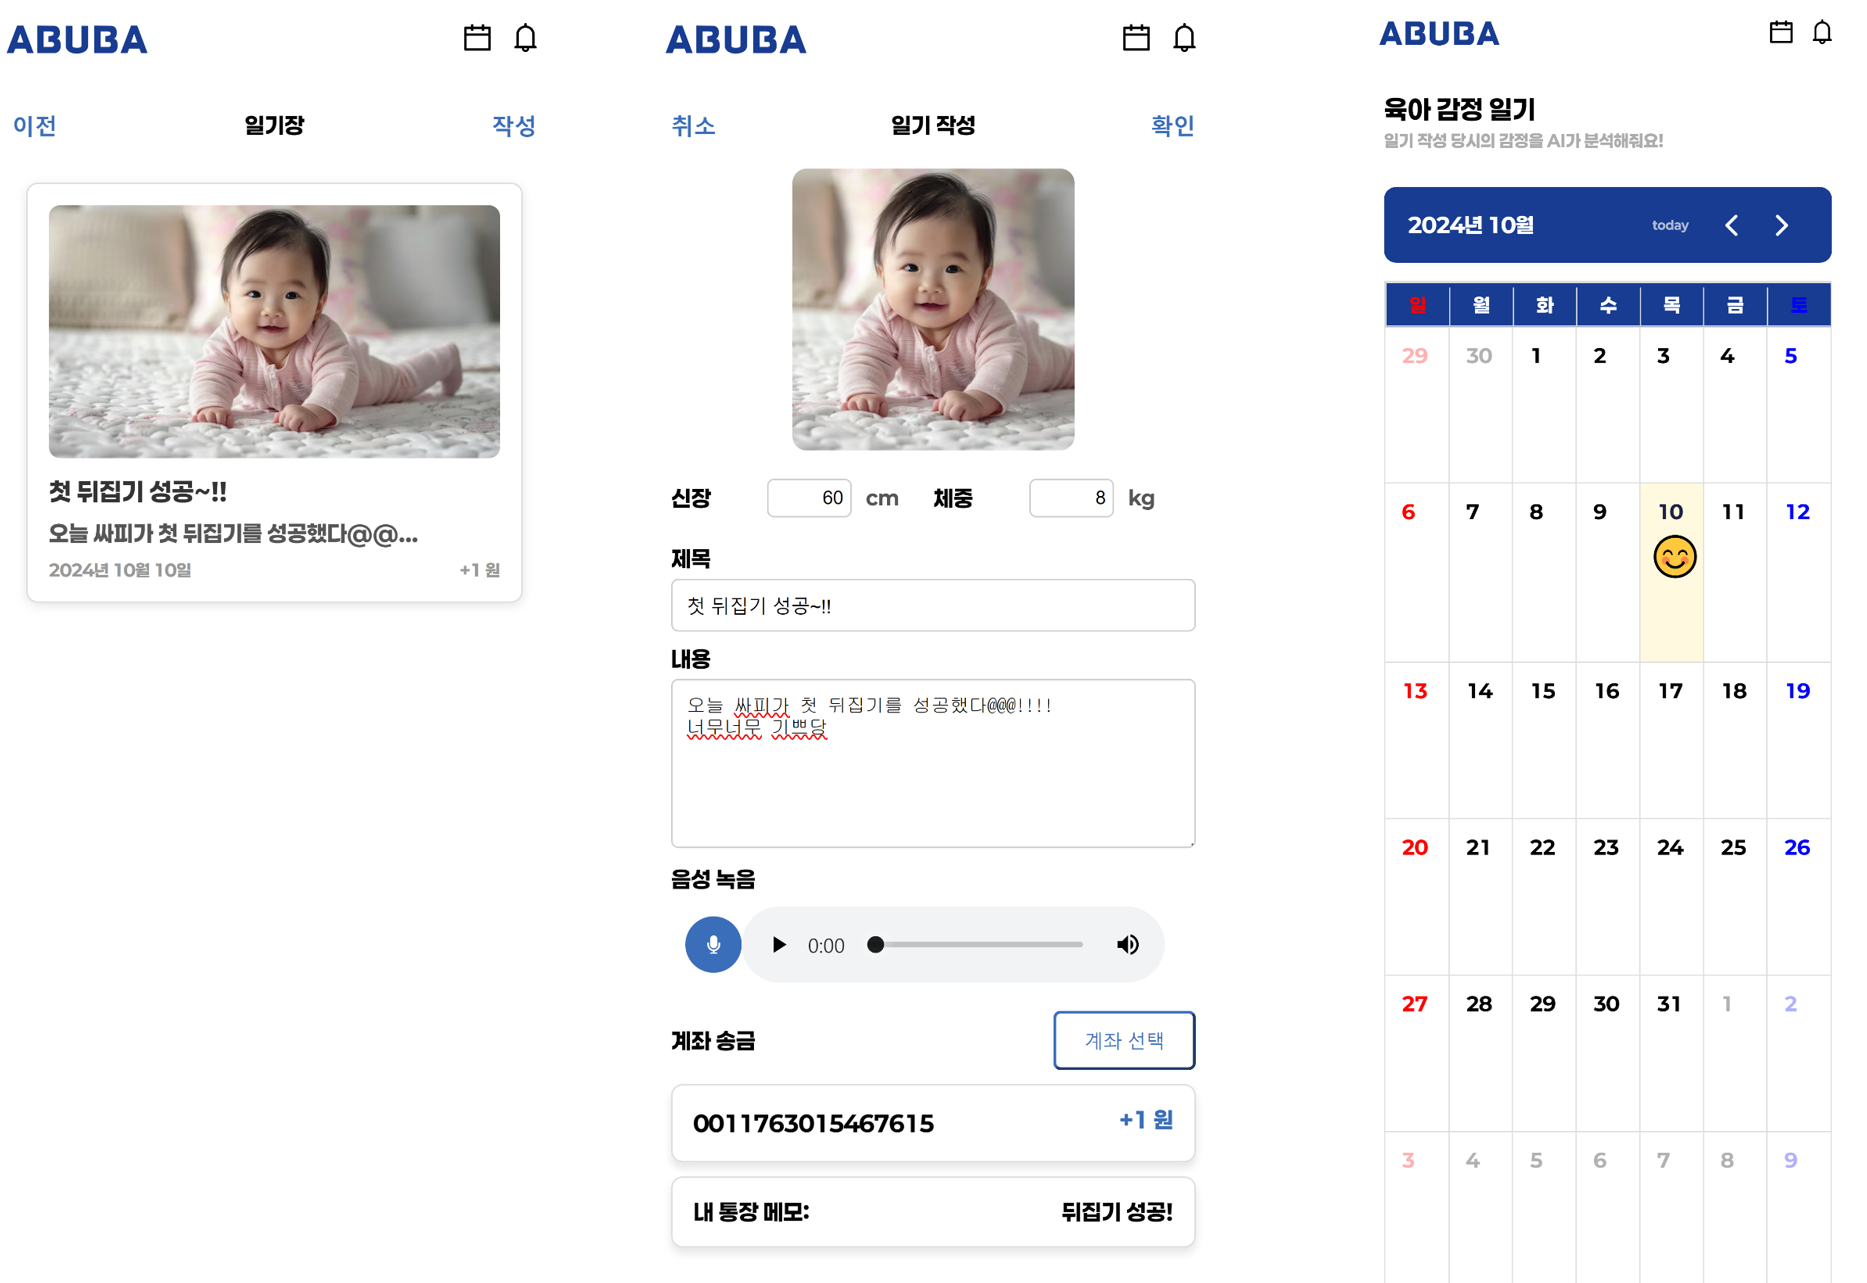 ABUBA
이전 일기장 작성
첫 뒤집기 성공~!!
오늘 싸피가 첫 뒤집기를 성공했다@@...
2024년 10월 10일 +1 원
ABUBA
취소 일기 작성 확인
신장 60 cm 체중 8 kg
제목
첫 뒤집기 성공~!!
내용
오늘 싸피가 첫 뒤집기를 성공했다@@@!!!!
너무너무 기쁘당
음성 녹음
0:00
계좌 송금 계좌 선택
0011763015467615 +1 원
내 통장 메모: 뒤집기 성공!
ABUBA
육아 감정 일기
일기 작성 당시의 감정을 AI가 분석해줘요!
2024년 10월 today
일 월 화 수 목 금 토
29 30 1 2 3 4 5
6 7 8 9 10 11 12
13 14 15 16 17 18 19
20 21 22 23 24 25 26
27 28 29 30 31 1 2
3 4 5 6 7 8 9